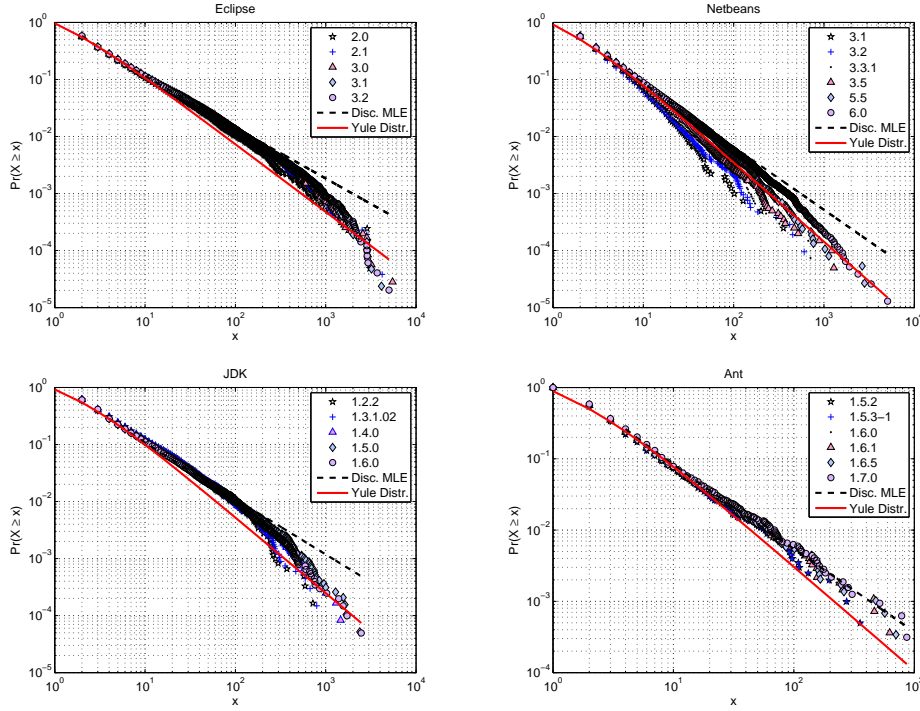 Eclipse
10^0
10^-1
10^-2
10^-3
10^-4
10^-5
Pr(X ≥ x)
10^0 10^1 10^2 10^3 10^4
x
2.0
2.1
3.0
3.1
3.2
Disc. MLE
Yule Distr.
Netbeans
10^0
10^-1
10^-2
10^-3
10^-4
10^-5
Pr(X ≥ x)
10^0 10^1 10^2 10^3 10^4
x
3.1
3.2
3.3.1
3.5
5.5
6.0
Disc. MLE
Yule Distr.
JDK
10^0
10^-1
10^-2
10^-3
10^-4
10^-5
Pr(X ≥ x)
10^0 10^1 10^2 10^3 10^4
x
1.2.2
1.3.1.02
1.4.0
1.5.0
1.6.0
Disc. MLE
Yule Distr.
Ant
10^0
10^-1
10^-2
10^-3
10^-4
Pr(X ≥ x)
10^0 10^1 10^2 10^3
x
1.5.2
1.5.3-1
1.6.0
1.6.1
1.6.5
1.7.0
Disc. MLE
Yule Distr.